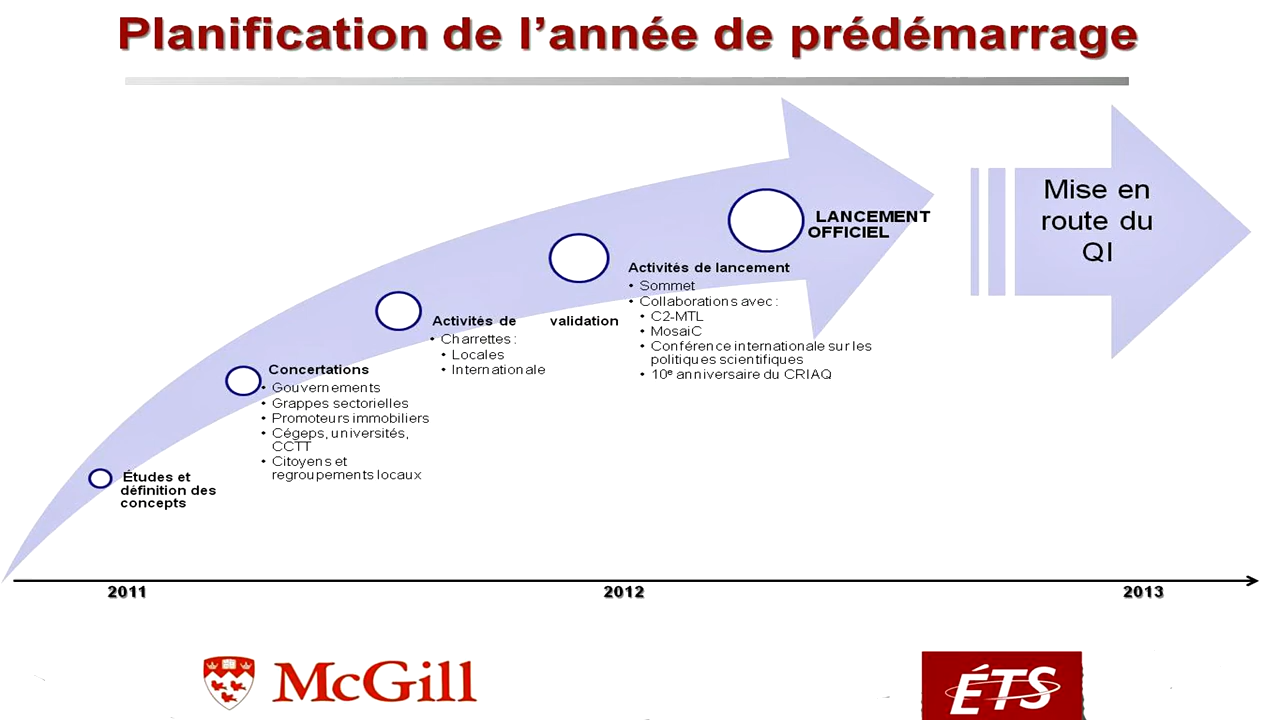 Planification de l’année de prédémarrage
Mise en
route du
QI
LANCEMENT
OFFICIEL
Activités de lancement
• Sommet
• Collaborations avec :
• C2-MTL
• MosaiC
• Conférence internationale sur les
politiques scientifiques
• 10e anniversaire du CRIAQ
Activités de validation
• Charrettes :
• Locales
• Internationale
Concertations
• Gouvernements
• Grappes sectorielles
• Promoteurs immobiliers
• Cégeps, universités,
CCTT
• Citoyens et
regroupements locaux
Études et
définition des
concepts
2011 2012 2013
McGill
ÉTS